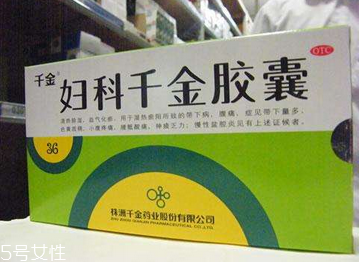 千金®
OTC
妇科千金胶囊
清热除湿，益气化瘀。用于湿热瘀阻所致的带下病，腹痛，症见带下量多，
色黄质稠，小腹疼痛，腰骶酸痛，神疲乏力；慢性盆腔炎见有上述证候者。
36
株洲千金药业股份有限公司
5号女性